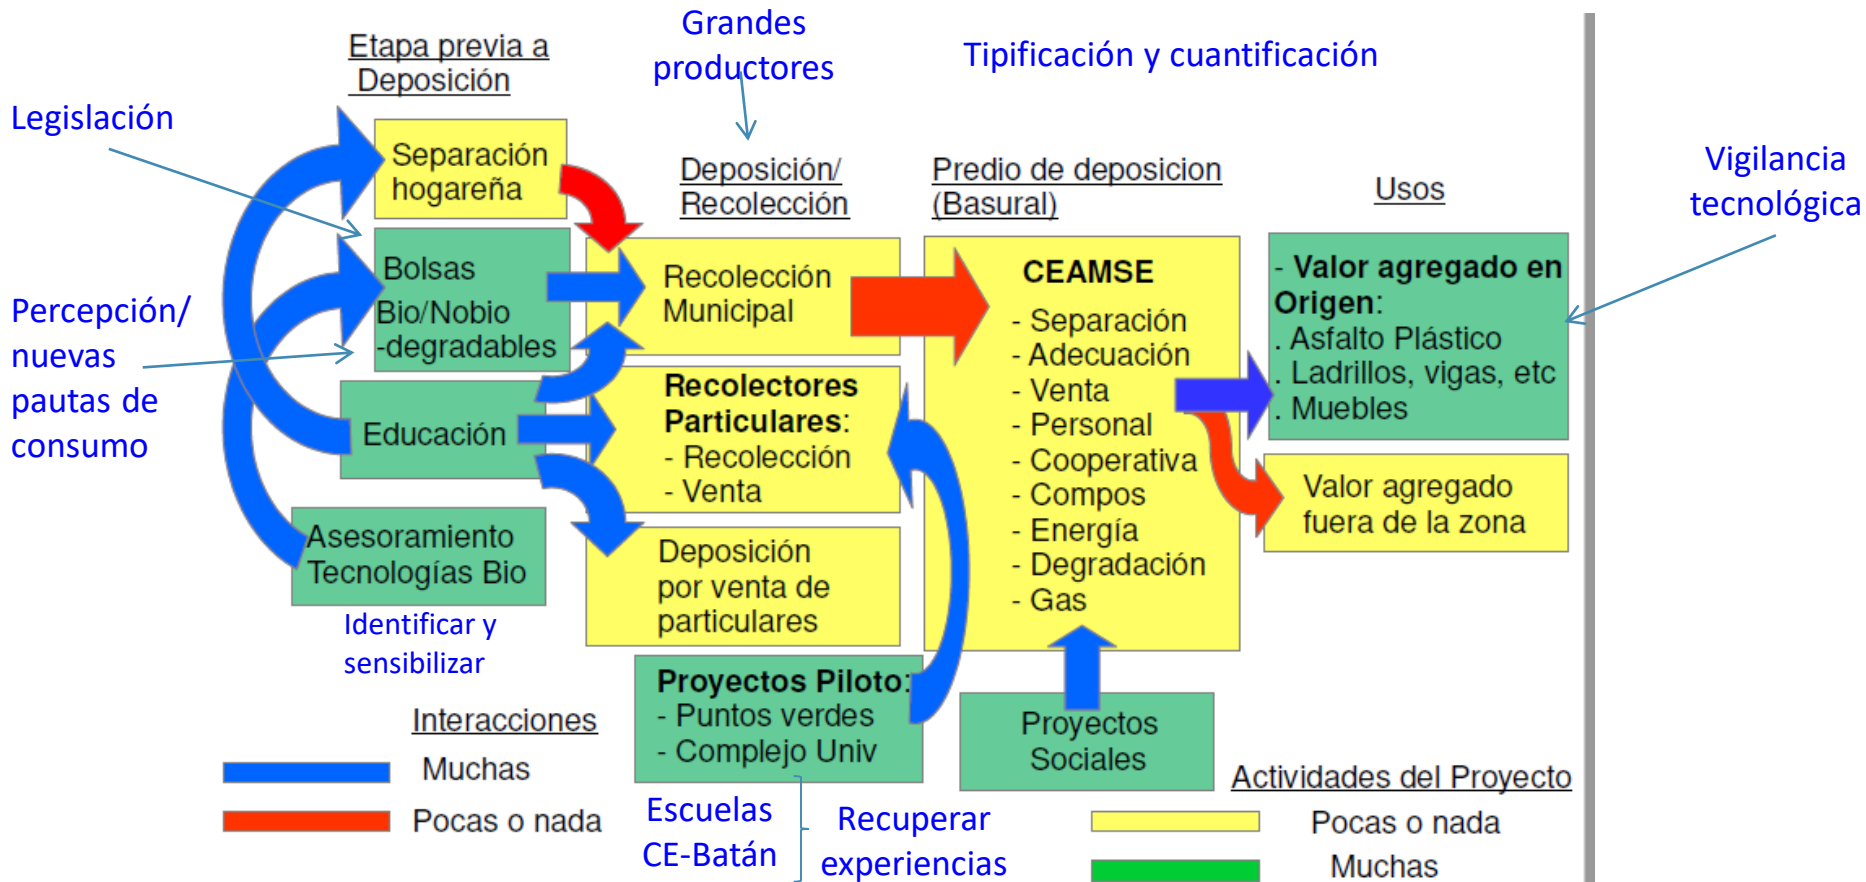 Grandes
productores
Tipificación y cuantificación
Etapa previa a
Deposición
Legislación
Separación
hogareña
Deposición/
Recolección
Predio de deposicion
(Basural)
Usos
Vigilancia
tecnológica
Bolsas
Bio/Nobio
-degradables
Recolección
Municipal
CEAMSE
- Separación
- Adecuación
- Venta
- Personal
- Cooperativa
- Compos
- Energía
- Degradación
- Gas
- Valor agregado en
Origen:
. Asfalto Plástico
. Ladrillos, vigas, etc
. Muebles
Percepción/
nuevas
pautas de
consumo
Educación
Recolectores
Particulares:
- Recolección
- Venta
Valor agregado
fuera de la zona
Asesoramiento
Tecnologías Bio
Deposición
por venta de
particulares
Identificar y
sensibilizar
Proyectos Piloto:
- Puntos verdes
- Complejo Univ
Proyectos
Sociales
Interacciones
Muchas
Pocas o nada
Escuelas
CE-Batán
Recuperar
experiencias
Actividades del Proyecto
Pocas o nada
Muchas